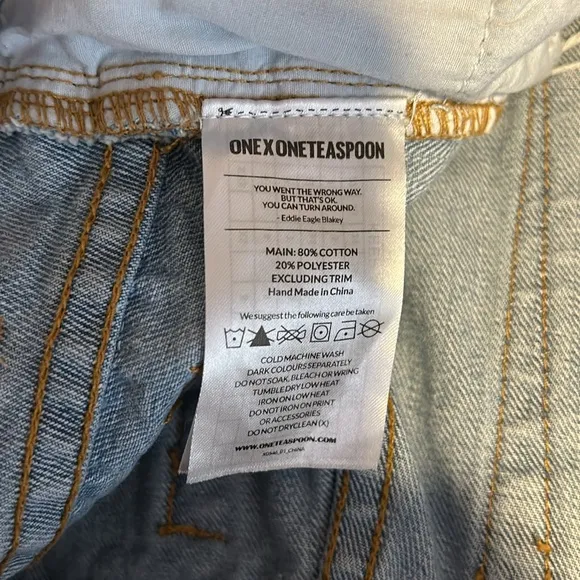 ONEXONETEASPOON
YOU WENT THE WRONG WAY.
BUT THAT'S OK.
YOU CAN TURN AROUND.
- Eddie Eagle Blakey
MAIN: 80% COTTON
20% POLYESTER
EXCLUDING TRIM
Hand Made in China
We suggest the following care be taken
COLD MACHINE WASH
DARK COLOURS SEPARATELY
DO NOT SOAK, BLEACH OR WRING
TUMBLE DRY LOW HEAT
IRON ON LOW HEAT
DO NOT IRON ON PRINT
OR ACCESSORIES
DO NOT DRYCLEAN (X)
WWW.ONETEASPOON.COM